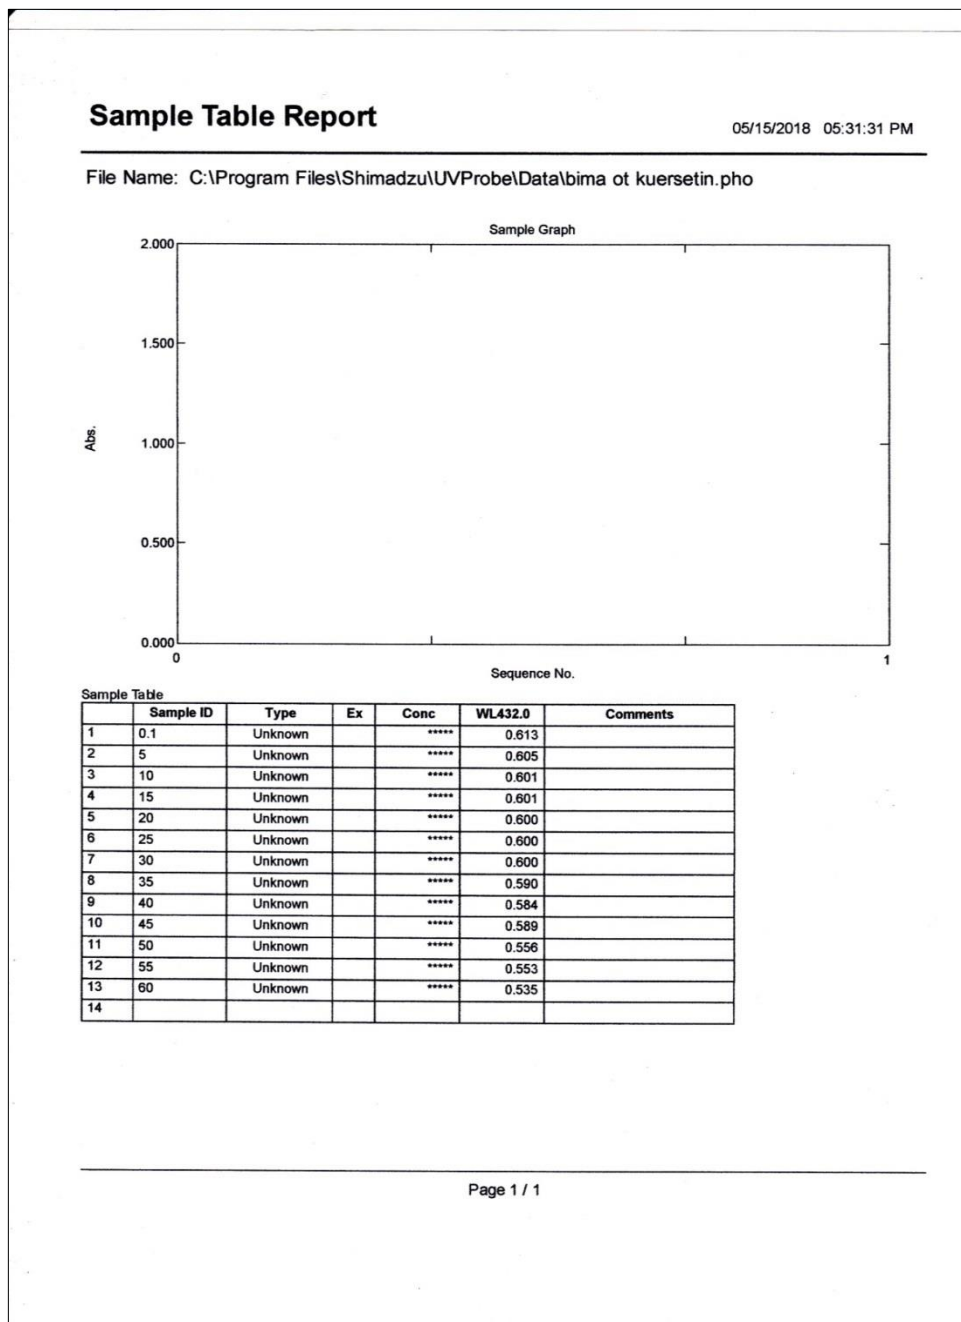 Sample Table Report
05/15/2018 05:31:31 PM
File Name: C:\Program Files\Shimadzu\UVProbe\Data\bima ot kuersetin.pho
Sample Graph
2.000
1.500
1.000
0.500
0.000
Abs.
0 1
Sequence No.
Sample Table
Sample ID Type Ex Conc WL432.0 Comments
1 0.1 Unknown ***** 0.613
2 5 Unknown ***** 0.605
3 10 Unknown ***** 0.601
4 15 Unknown ***** 0.601
5 20 Unknown ***** 0.600
6 25 Unknown ***** 0.600
7 30 Unknown ***** 0.600
8 35 Unknown ***** 0.590
9 40 Unknown ***** 0.584
10 45 Unknown ***** 0.589
11 50 Unknown ***** 0.556
12 55 Unknown ***** 0.553
13 60 Unknown ***** 0.535
14
Page 1 / 1